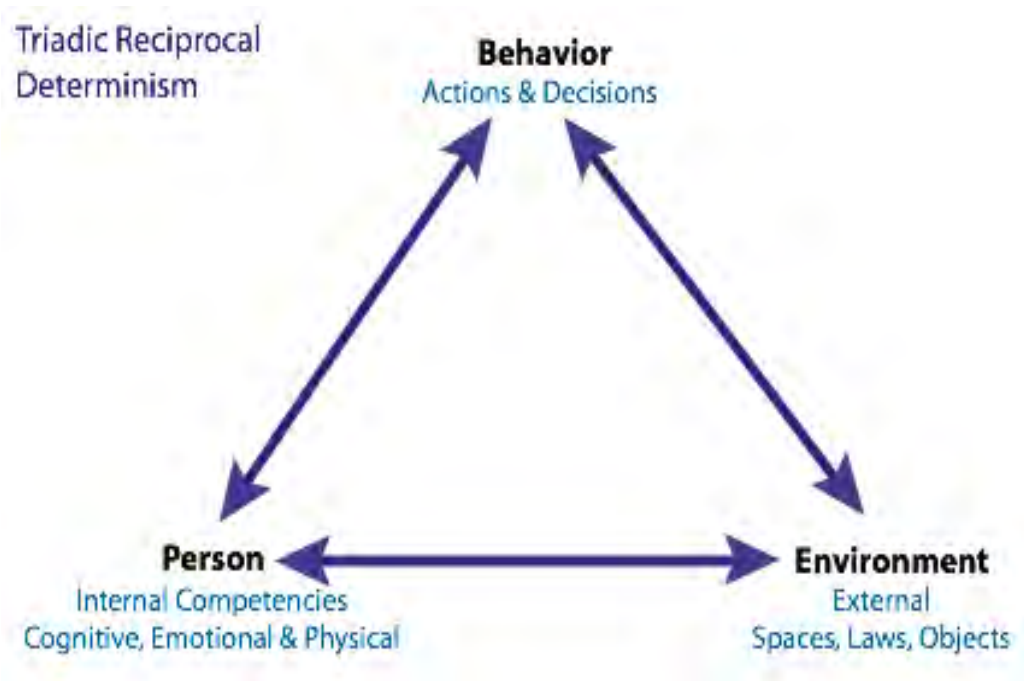 Triadic Reciprocal
Determinism
Behavior
Actions & Decisions
Person
Internal Competencies
Cognitive, Emotional & Physical
Environment
External
Spaces, Laws, Objects